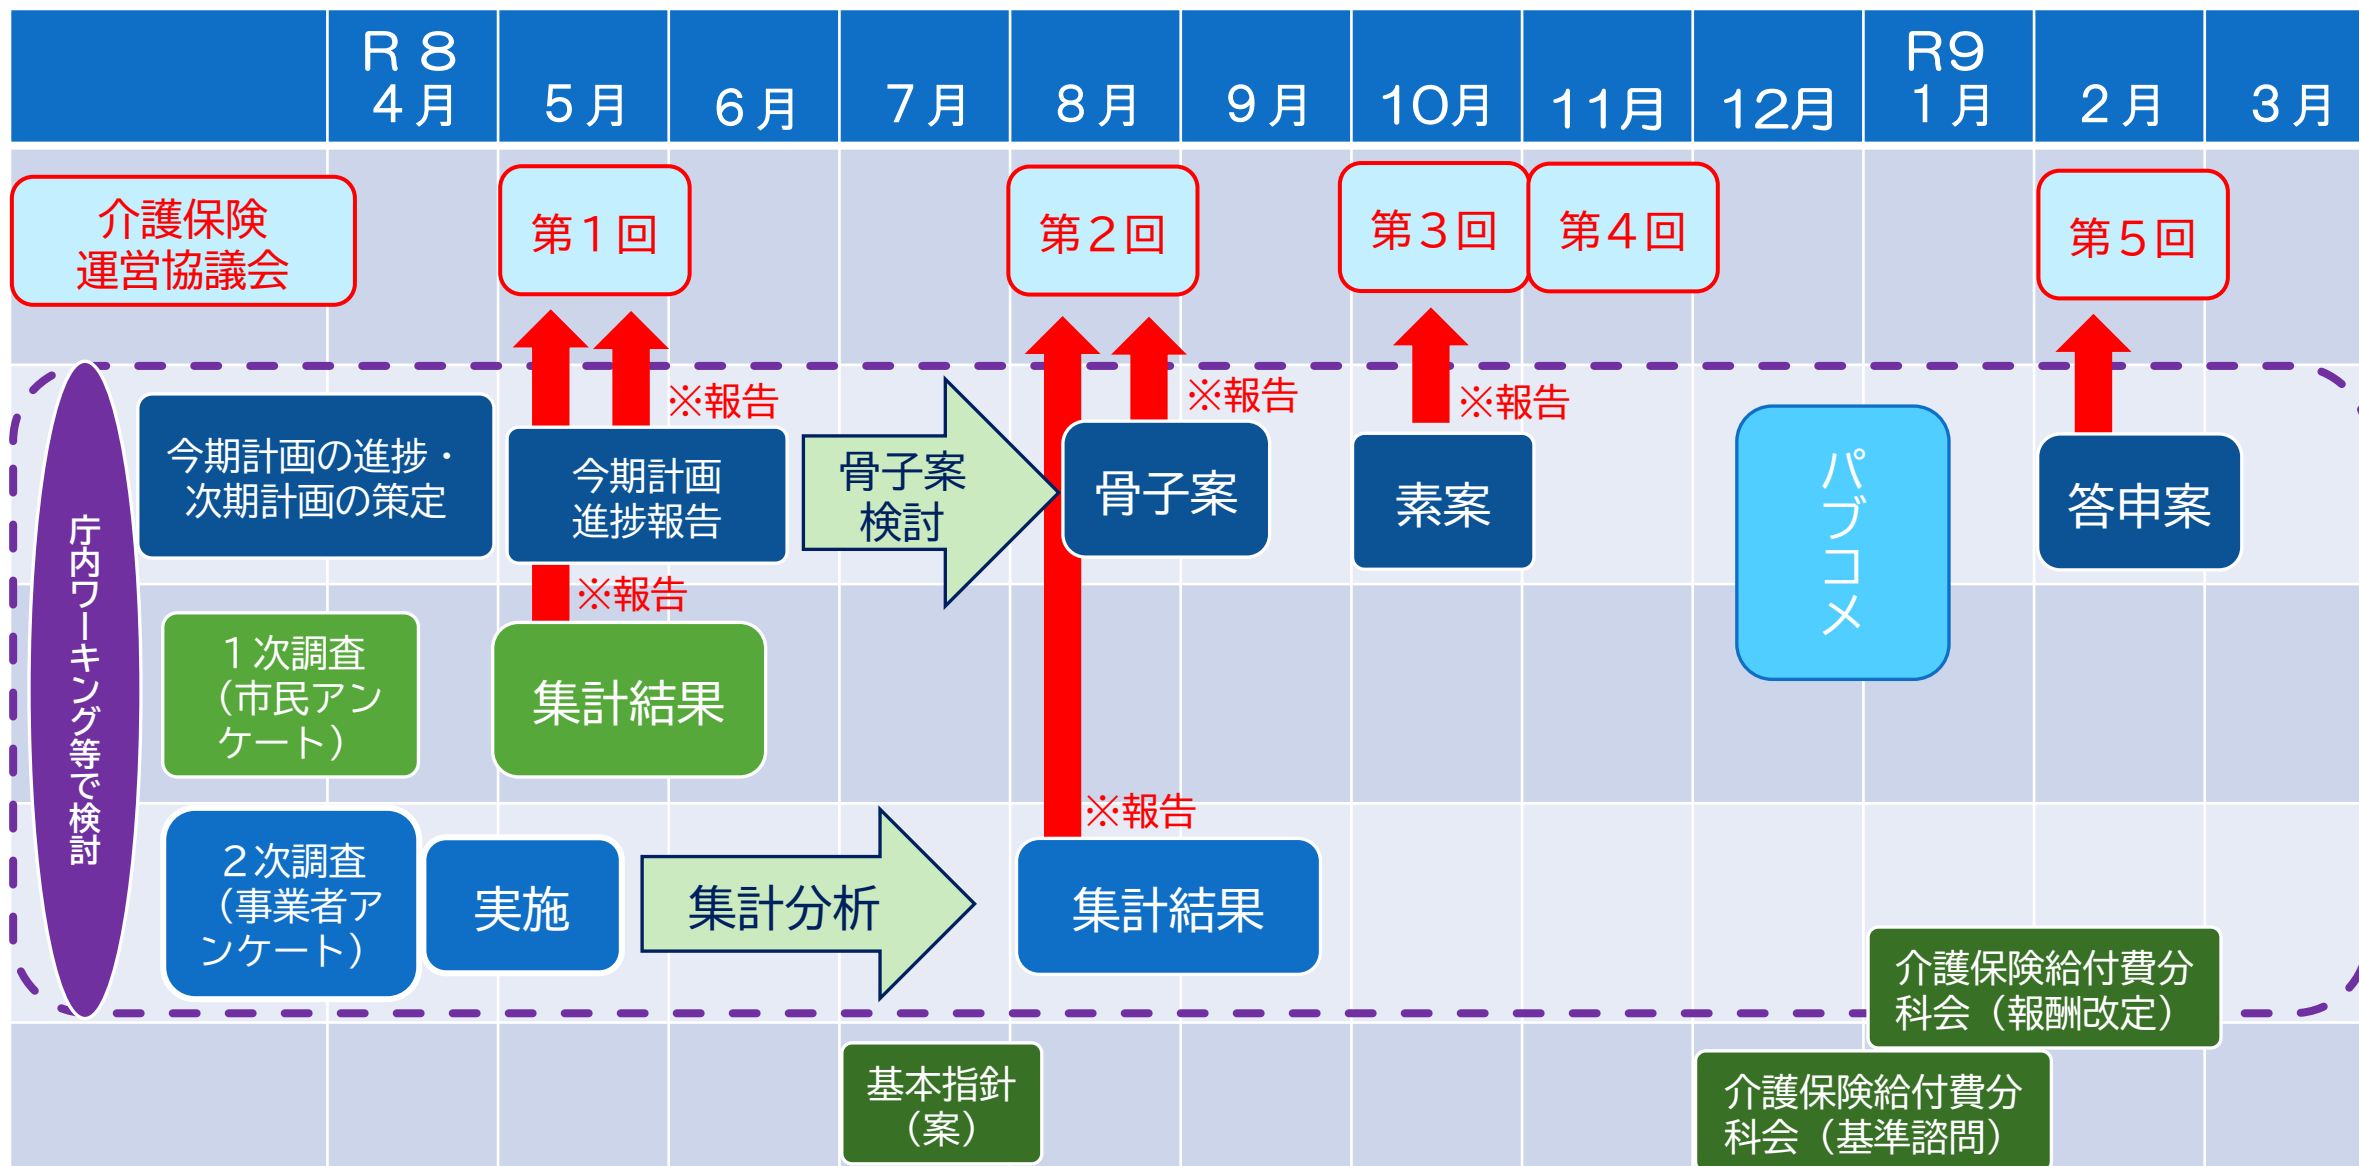 Ｒ８
４月
５月
６月
７月
８月
９月
10月
11月
12月
R9
１月
２月
３月
介護保険
運営協議会
第１回
第２回
第３回
第４回
第５回
庁内ワーキング等で検討
今期計画の進捗・
次期計画の策定
今期計画
進捗報告
※報告
骨子案
検討
骨子案
※報告
素案
※報告
パブコメ
答申案
１次調査
（市民アン
ケート）
集計結果
※報告
２次調査
（事業者ア
ンケート）
実施
集計分析
集計結果
※報告
介護保険給付費分
科会（報酬改定）
基本指針
（案）
介護保険給付費分
科会（基準諮問）